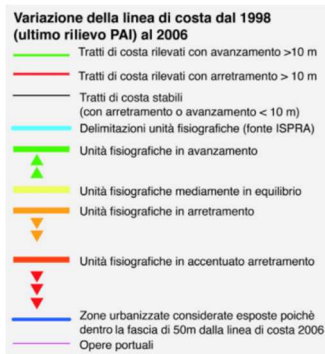 Variazione della linea di costa dal 1998
(ultimo rilievo PAI) al 2006
Tratti di costa rilevati con avanzamento >10 m
Tratti di costa rilevati con arretramento > 10 m
Tratti di costa stabili
(con arretramento o avanzamento < 10 m)
Delimitazioni unità fisiografiche (fonte ISPRA)
Unità fisiografiche in avanzamento
Unità fisiografiche mediamente in equilibrio
Unità fisiografiche in arretramento
Unità fisiografiche in accentuato arretramento
Zone urbanizzate considerate esposte poichè
dentro la fascia di 50m dalla linea di costa 2006
Opere portuali